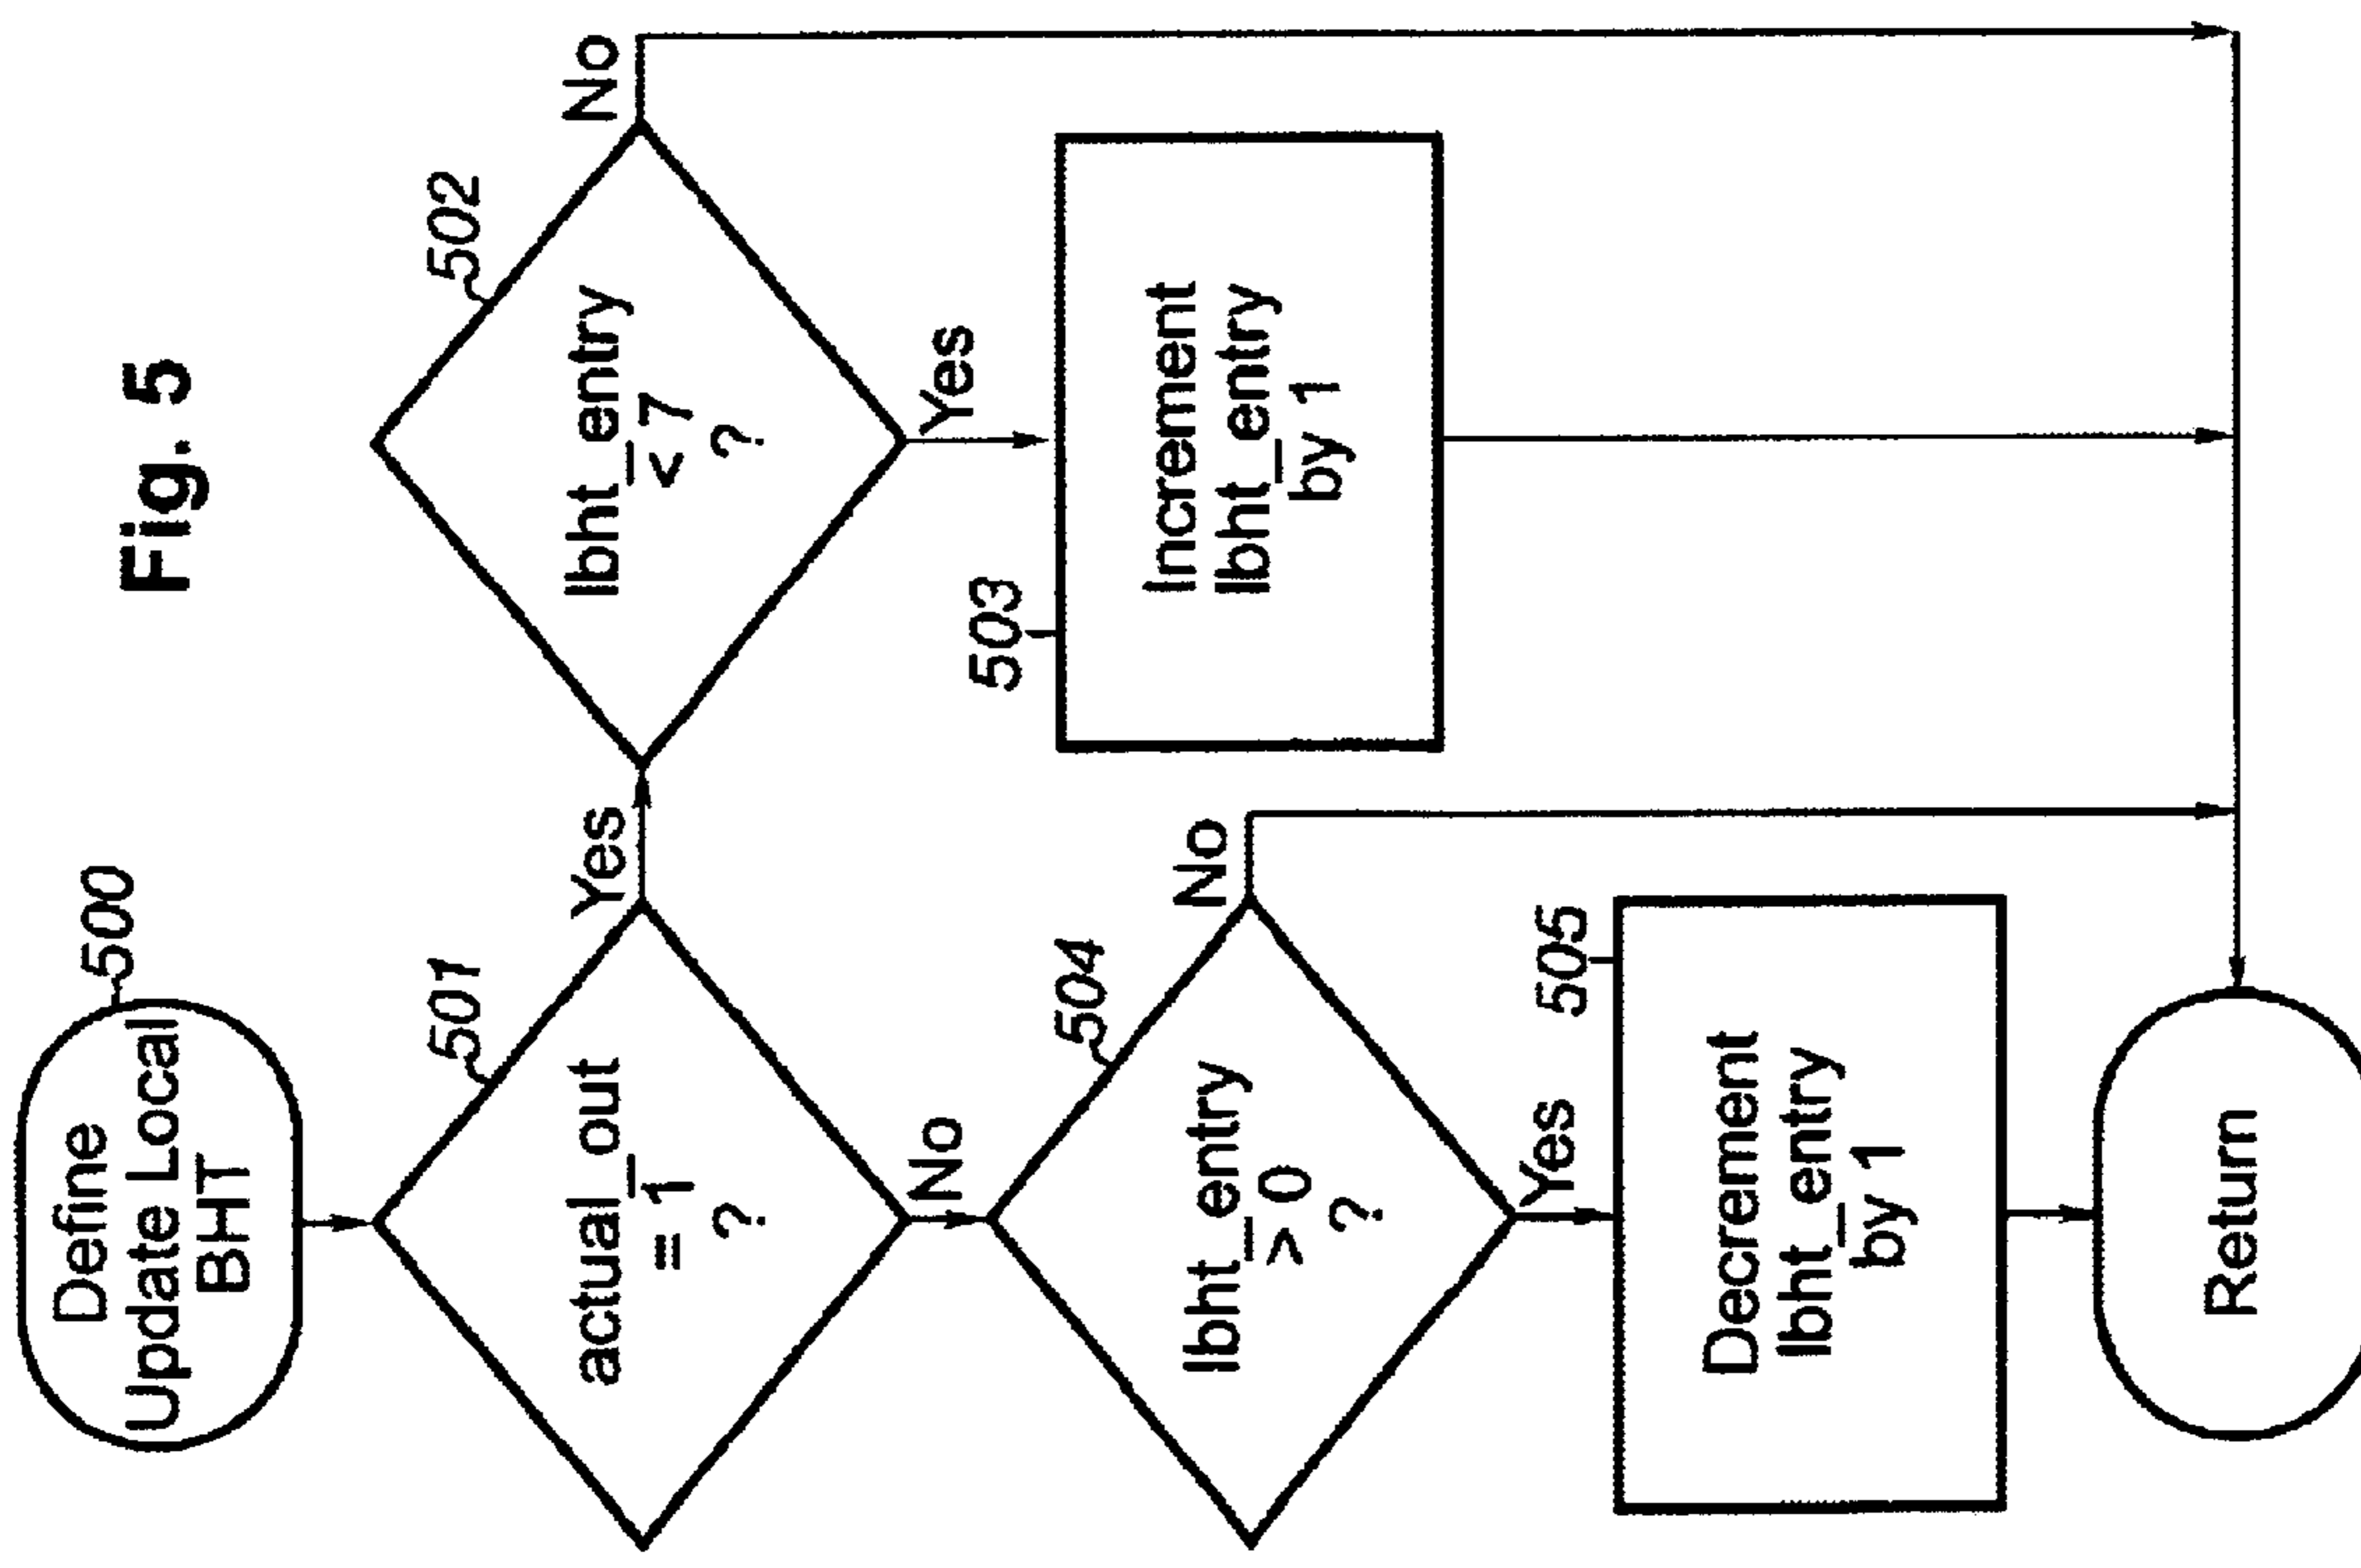 Fig. 5
Define
Update Local
BHT
500
actual_out
= 1
?
501
Yes
No
lbht_entry
< 7
?
502
No
Yes
503
Increment
lbht_entry
by 1
lbht_entry
> 0
?
504
No
Yes
505
Decrement
lbht_entry
by 1
Return